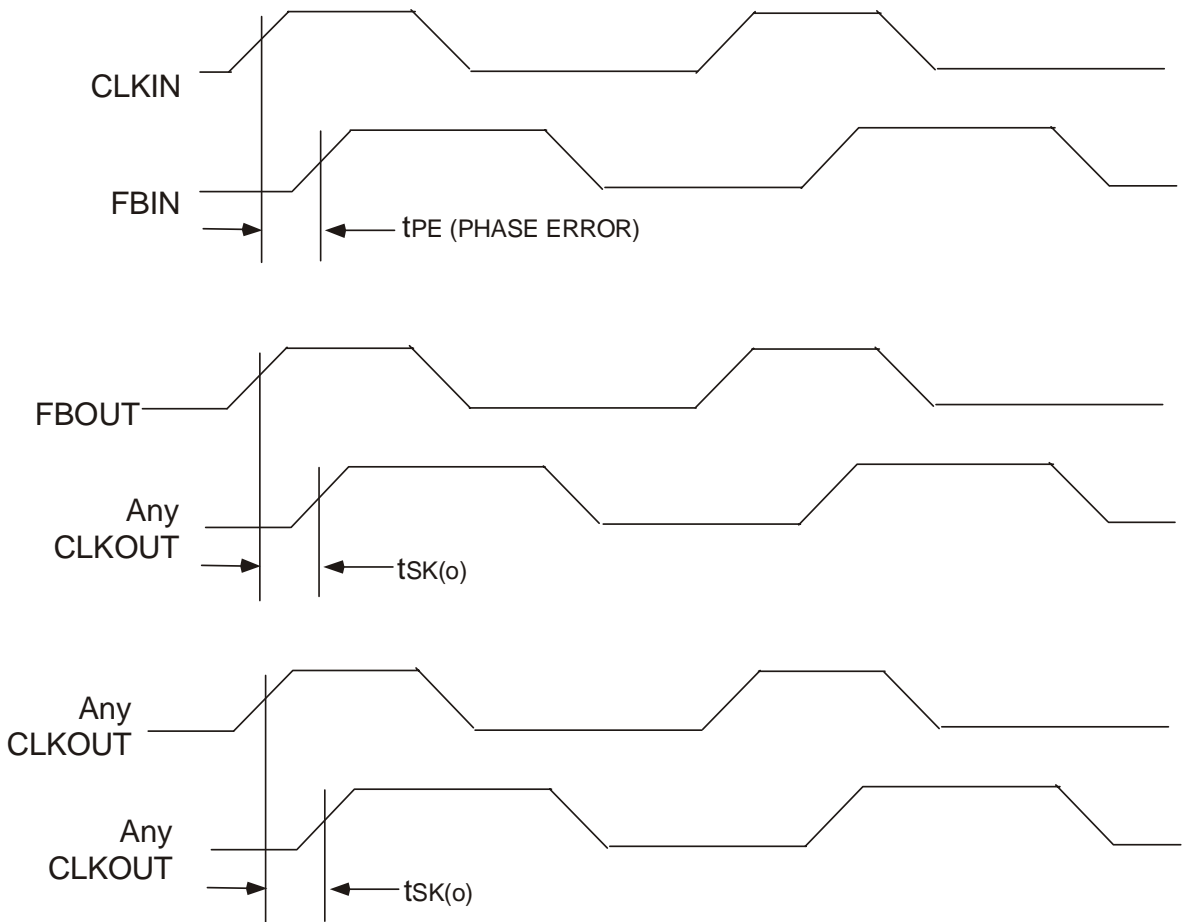 CLKIN
FBIN
tPE (PHASE ERROR)
FBOUT
Any
CLKOUT
tSK(o)
Any
CLKOUT
Any
CLKOUT
tSK(o)